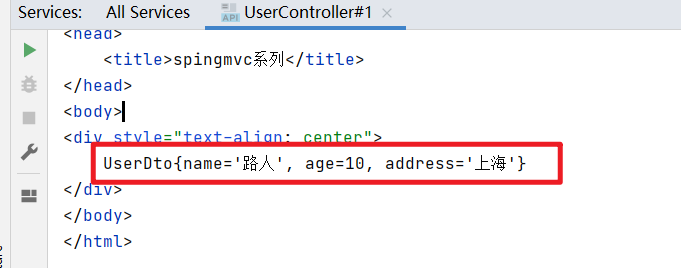 Services: All Services UserController#1
<head>
<title>spingmvc系列</title>
</head>
<body>
<div style="text-align: center">
UserDto{name='路人', age=10, address='上海'}
</div>
</body>
</html>
API